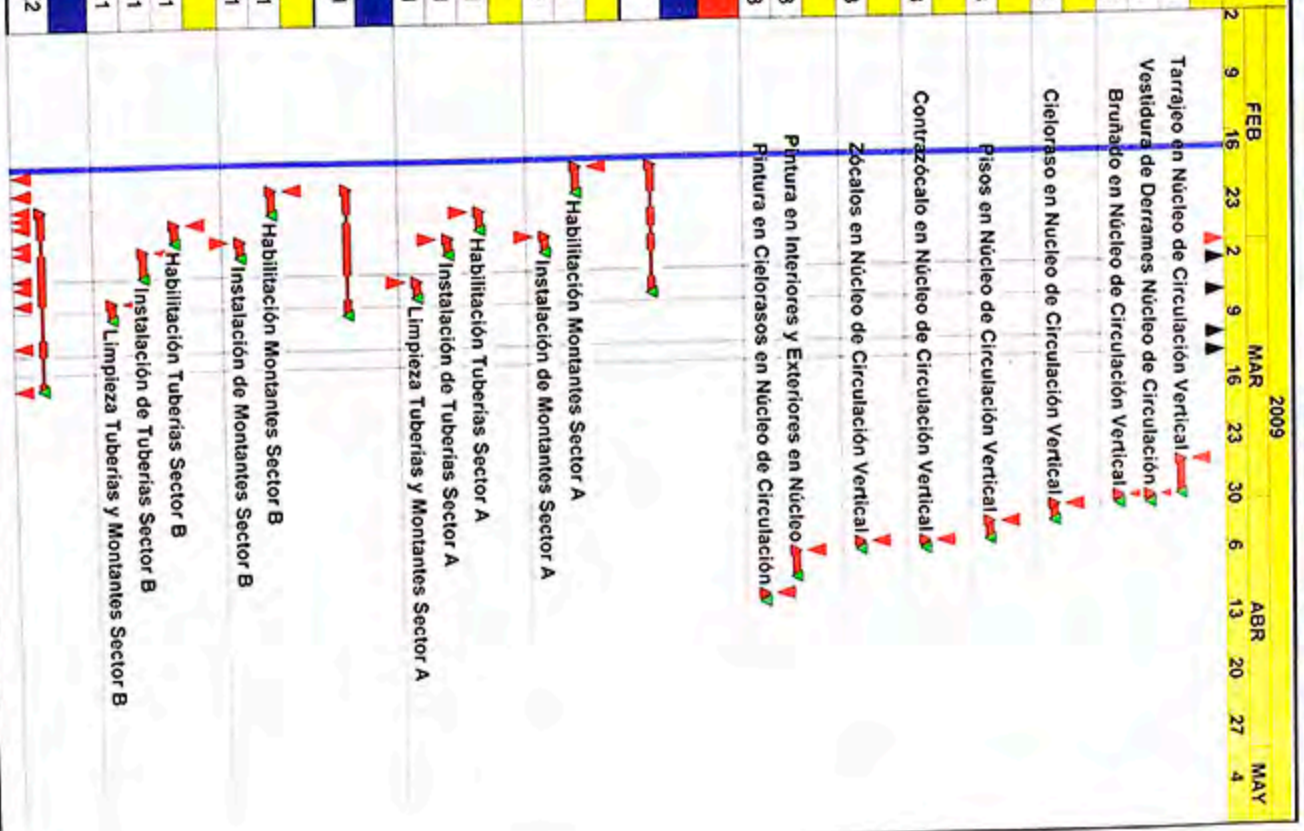 2009
FEB MAR ABR MAY
2 9 16 23 2 9 16 23 30 6 13 20 27 4
Tarrajeo en Núcleo de Circulación Vertical
Vestidura de Derrames Núcleo de Circulación
Bruñado en Núcleo de Circulación Vertical
Cieloraso en Nucleo de Circulación Vertical
Pisos en Núcleo de Circulación Vertical
Contrazócalo en Núcleo de Circulación Vertical
Zócalos en Núcleo de Circulación Vertical
Pintura en Interiores y Exteriores en Núcleo
Pintura en Cielorasos en Núcleo de Circulación
Habilitación Montantes Sector A
Instalación de Montantes Sector A
Habilitación Tuberías Sector A
Instalación de Tuberías Sector A
Limpieza Tuberías y Montantes Sector A
Habilitación Montantes Sector B
Instalación de Montantes Sector B
Habilitación Tuberías Sector B
Instalación de Tuberías Sector B
Limpieza Tuberías y Montantes Sector B